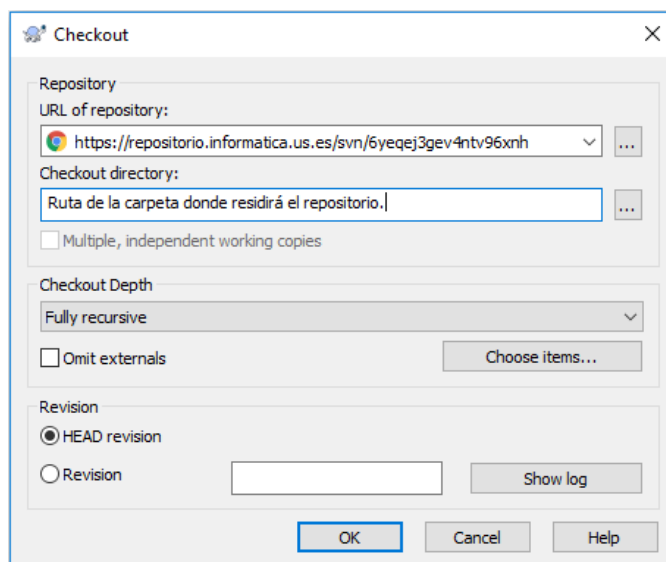 Checkout
Repository
URL of repository:
https://repositorio.informatica.us.es/svn/6yeqej3gev4ntv96xnh
...
Checkout directory:
Ruta de la carpeta donde residirá el repositorio.
...
Multiple, independent working copies
Checkout Depth
Fully recursive
Omit externals
Choose items...
Revision
HEAD revision
Revision
Show log
OK
Cancel
Help